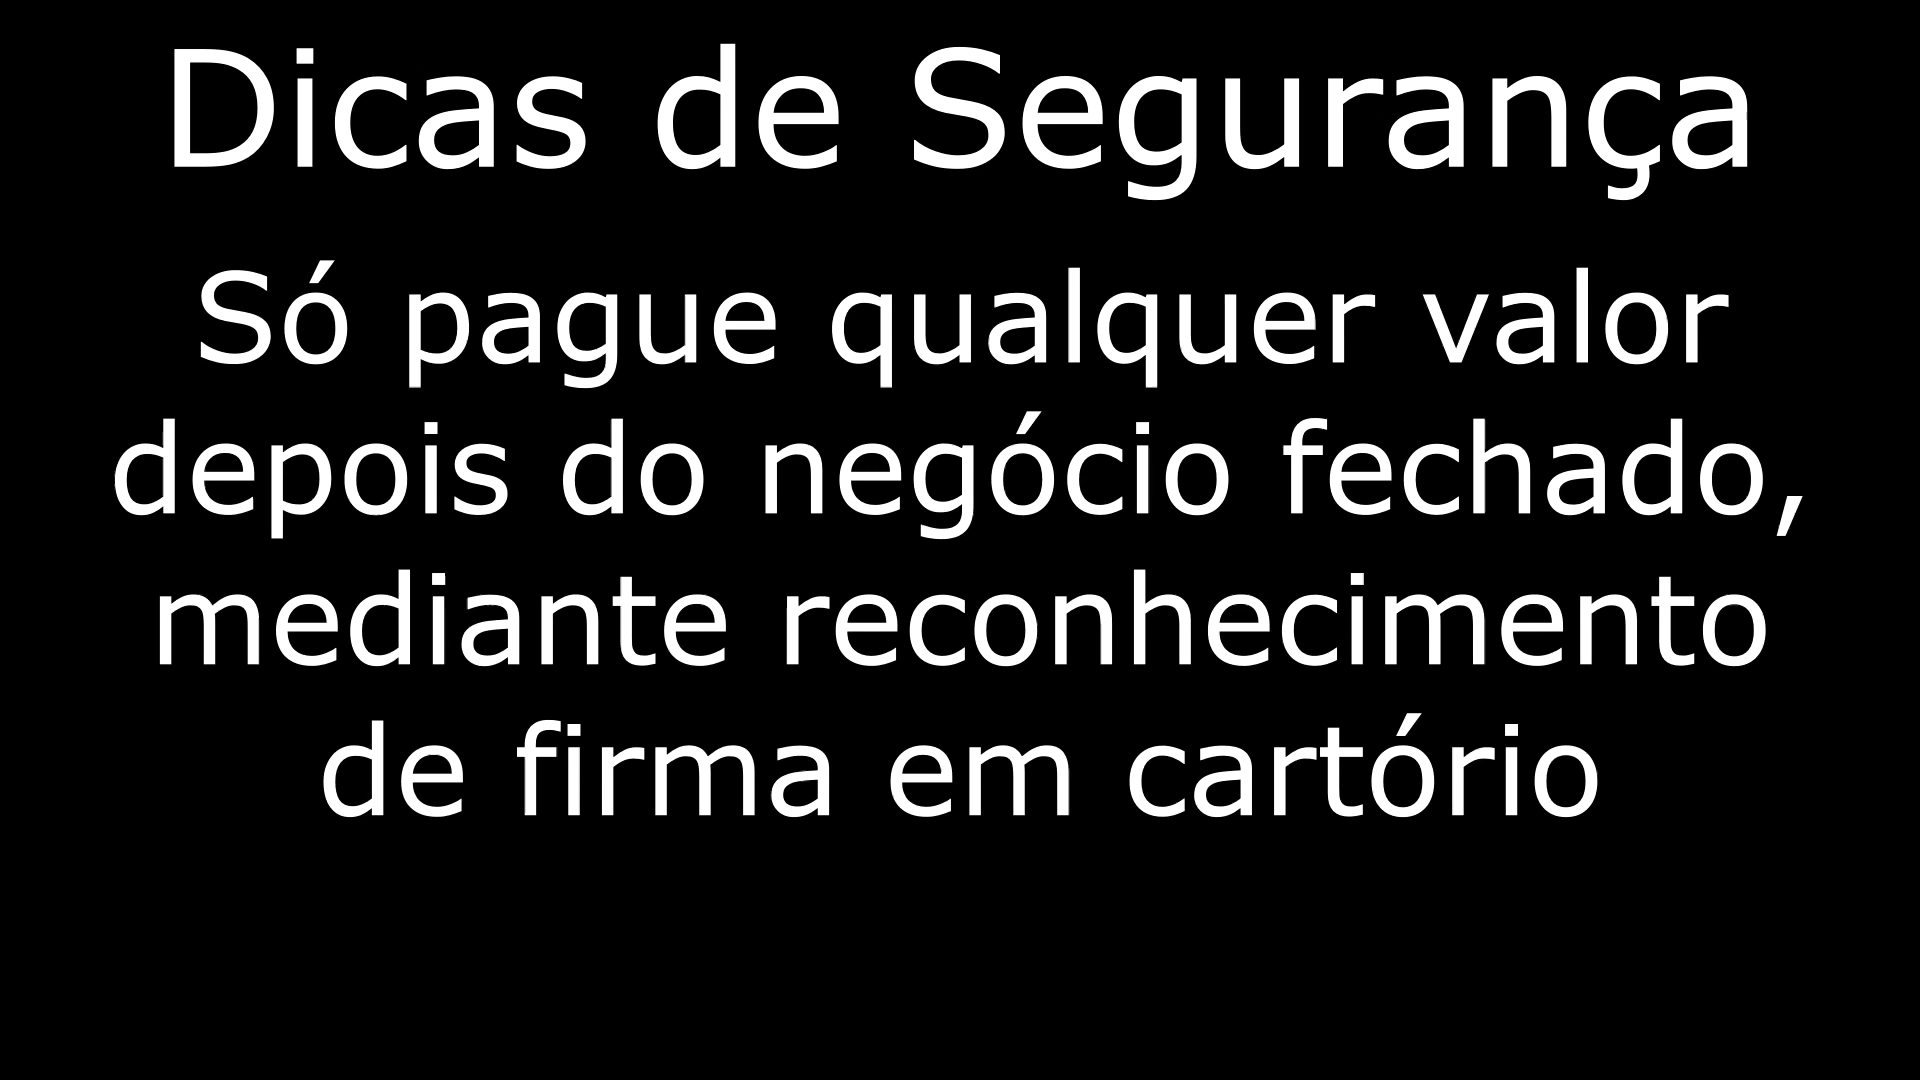 Dicas de Segurança
Só pague qualquer valor
depois do negócio fechado,
mediante reconhecimento
de firma em cartório